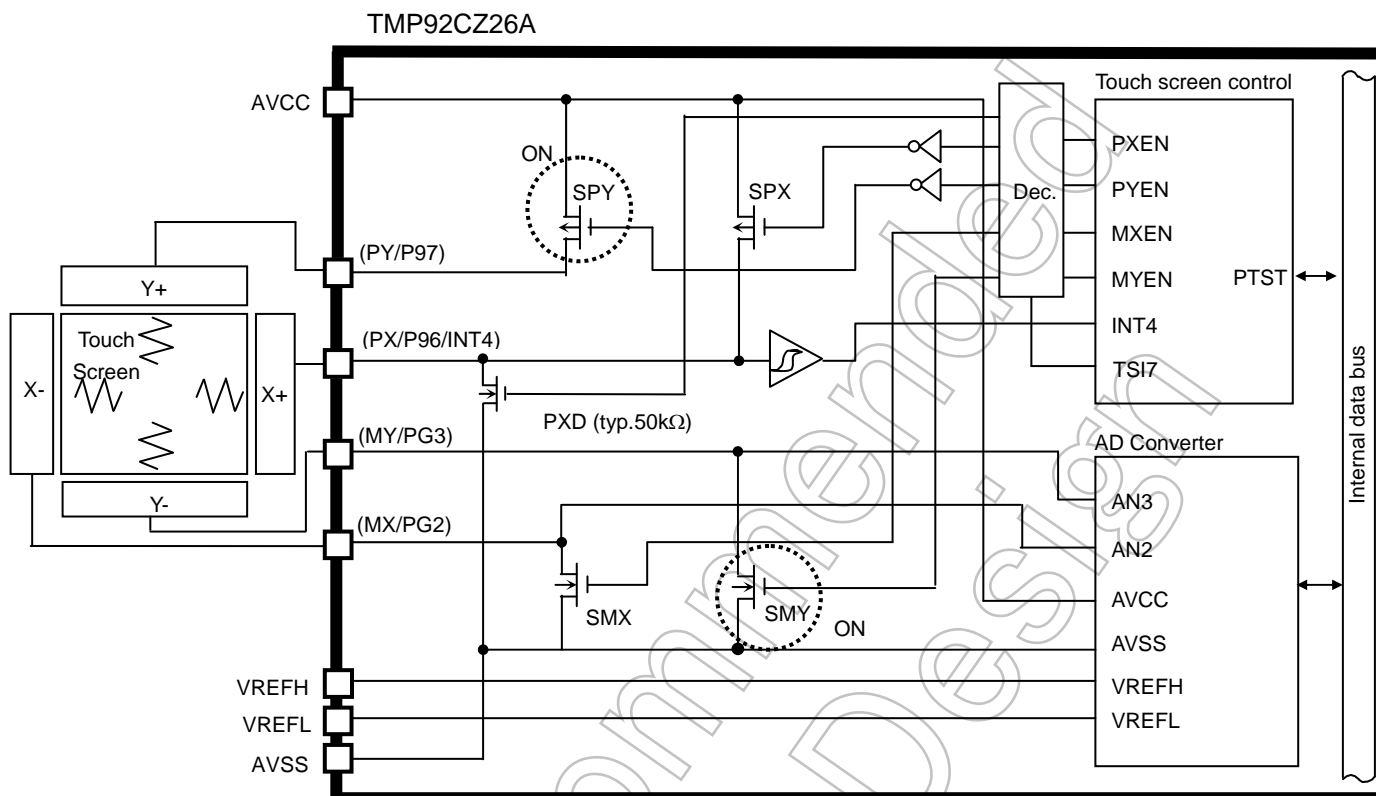 TMP92CZ26A
AVCC
ON
SPY
SPX
Dec.
Touch screen control
PXEN
PYEN
MXEN
MYEN
PTST
INT4
TSI7
Internal data bus
(PY/P97)
Y+
Touch
Screen
X-
X+
Y-
(PX/P96/INT4)
PXD (typ.50kΩ)
(MY/PG3)
(MX/PG2)
SMX
SMY
ON
AD Converter
AN3
AN2
AVCC
AVSS
VREFH
VREFL
VREFH
VREFL
AVSS
ommended
Design